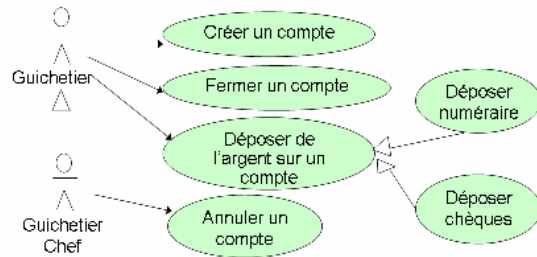 Créer un compte
Guichetier
Fermer un compte
Déposer
numéraire
Déposer de
l'argent sur un
compte
Guichetier
Chef
Annuler un
compte
Déposer
chèques